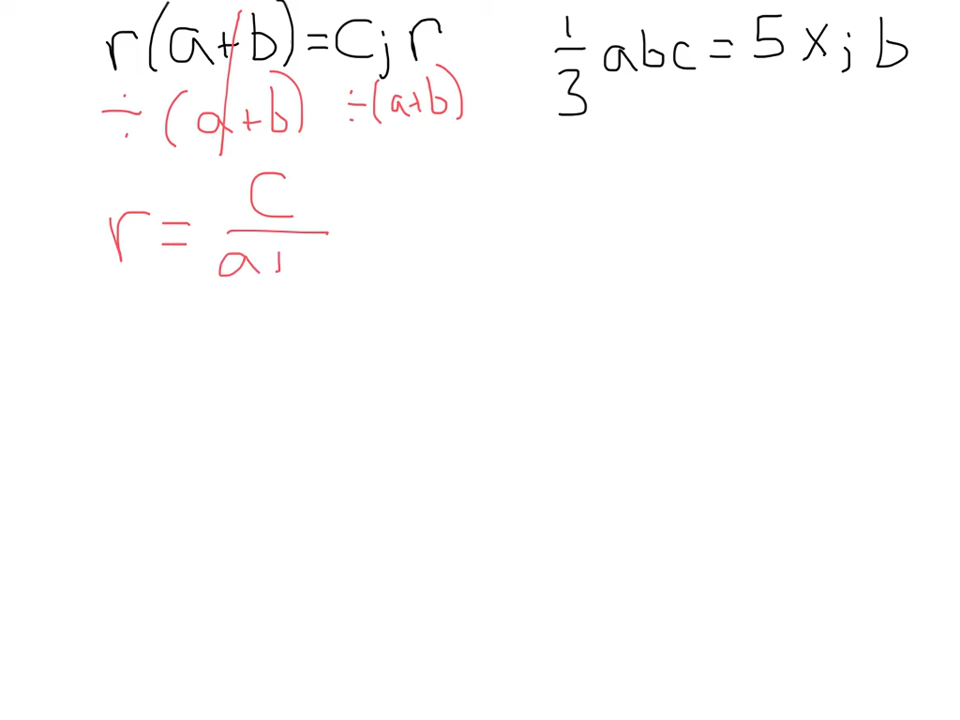 r(a+b)=c; r
÷(a+b) ÷(a+b)
r = c/a
1/3 abc = 5x; b